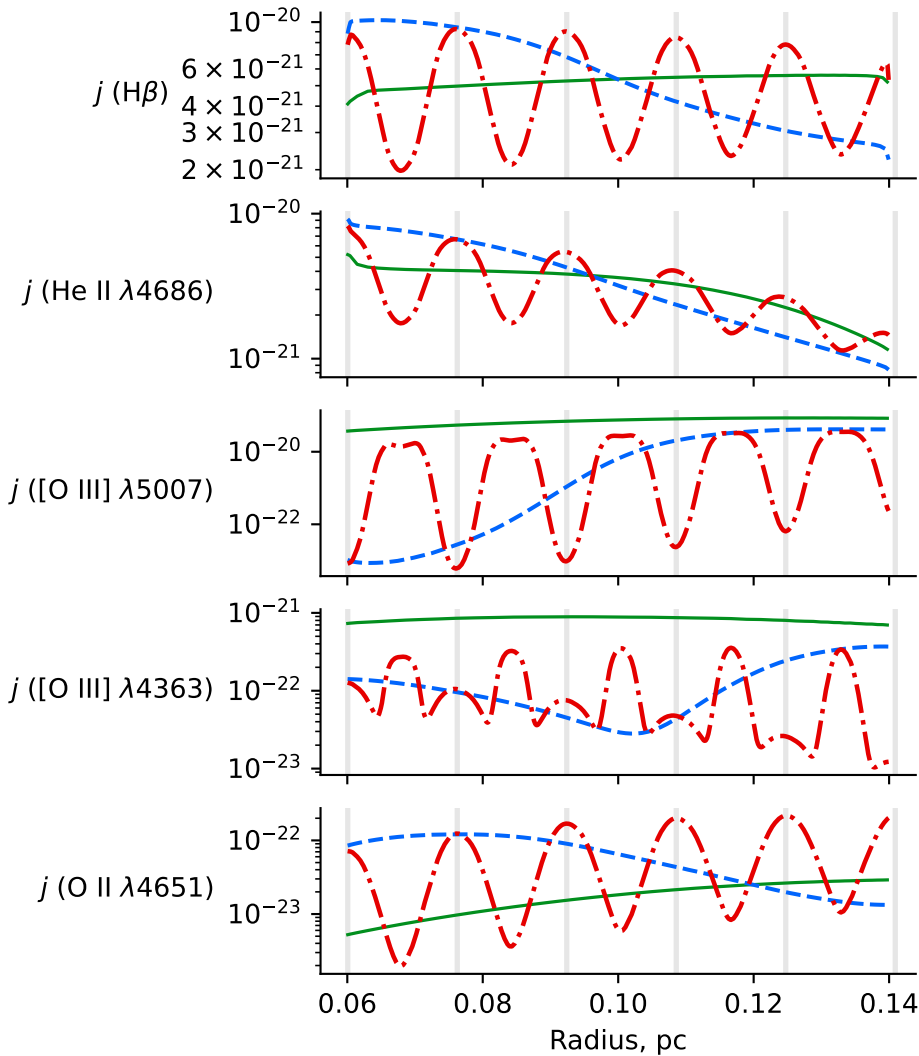 10⁻²⁰
6 × 10⁻²¹
j (Hβ)
4 × 10⁻²¹
3 × 10⁻²¹
2 × 10⁻²¹
10⁻²⁰
j (He II λ4686)
10⁻²¹
10⁻²⁰
j ([O III] λ5007)
10⁻²²
10⁻²¹
j ([O III] λ4363)
10⁻²²
10⁻²³
10⁻²²
j (O II λ4651)
10⁻²³
0.06 0.08 0.10 0.12 0.14
Radius, pc